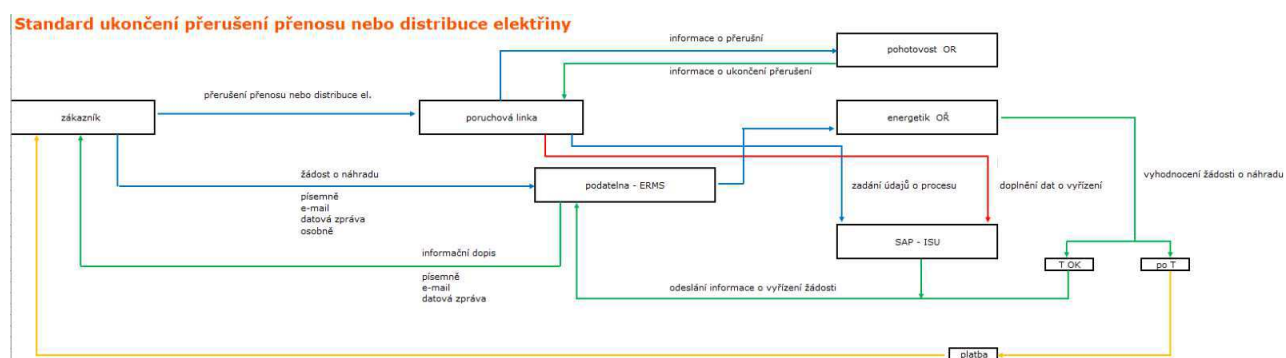 Standard ukončení přerušení přenosu nebo distribuce elektřiny
informace o přerušní
pohotovost OR
informace o ukončení přerušení
přerušení přenosu nebo distribuce el.
zákazník
poruchová linka
energetik OŘ
žádost o náhradu
písemně
e-mail
datová zpráva
osobně
podatelna - ERMS
zadání údajů o procesu
doplnění dat o vyřízení
vyhodnocení žádosti o náhradu
SAP - ISU
informační dopis
písemně
e-mail
datová zpráva
T OK
po T
odeslání informace o vyřízení žádosti
platba